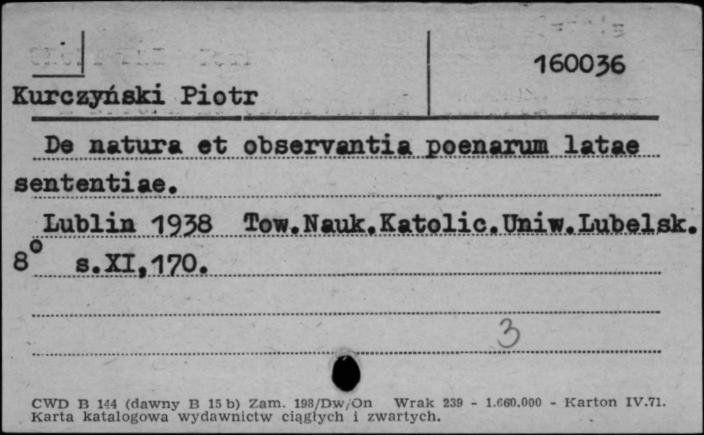 160036
Kurczyński Piotr
De natura et observantia poenarum latae
sententiae.
Lublin 1938 Tow.Nauk.Katolic.Uniw.Lubelsk.
8° s.XI,170.
3
CWD B 144 (dawny B 15 b) Zam. 198/Dw/On Wrak 239 - 1.660.000 - Karton IV.71.
Karta katalogowa wydawnictw ciągłych i zwartych.